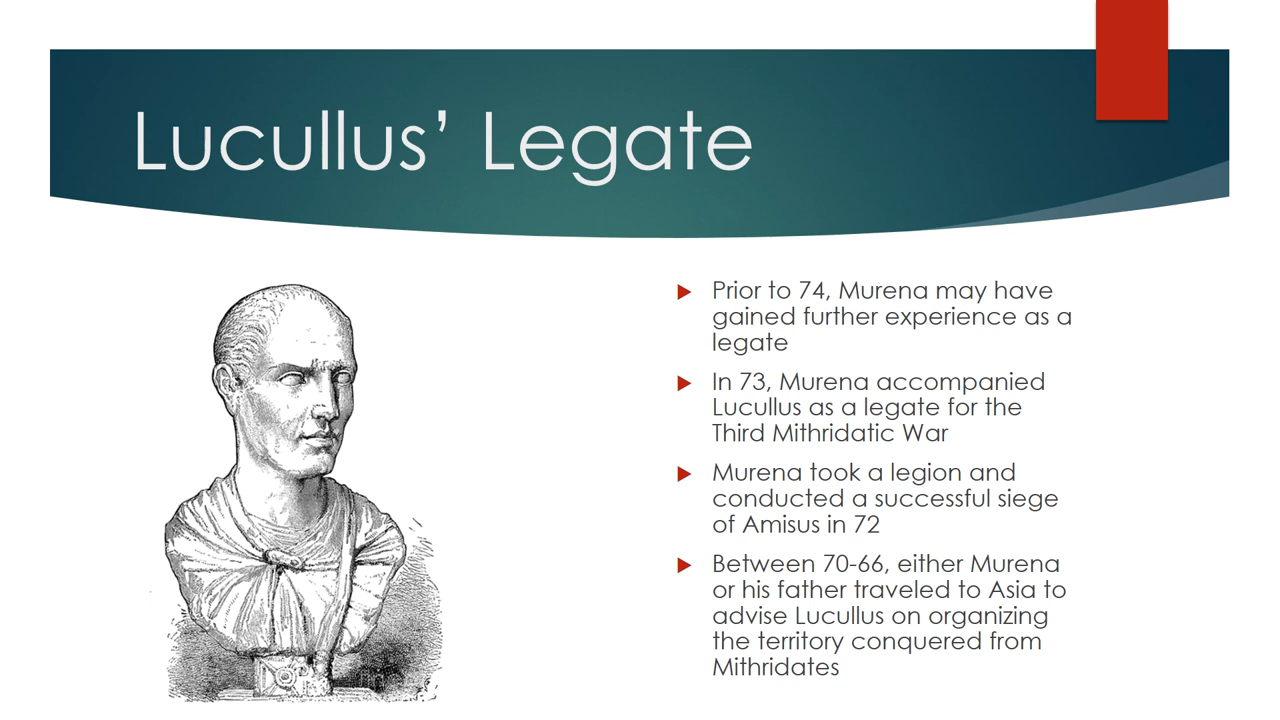 Lucullus’ Legate
Prior to 74, Murena may have
gained further experience as a
legate
In 73, Murena accompanied
Lucullus as a legate for the
Third Mithridatic War
Murena took a legion and
conducted a successful siege
of Amisus in 72
Between 70-66, either Murena
or his father traveled to Asia to
advise Lucullus on organizing
the territory conquered from
Mithridates